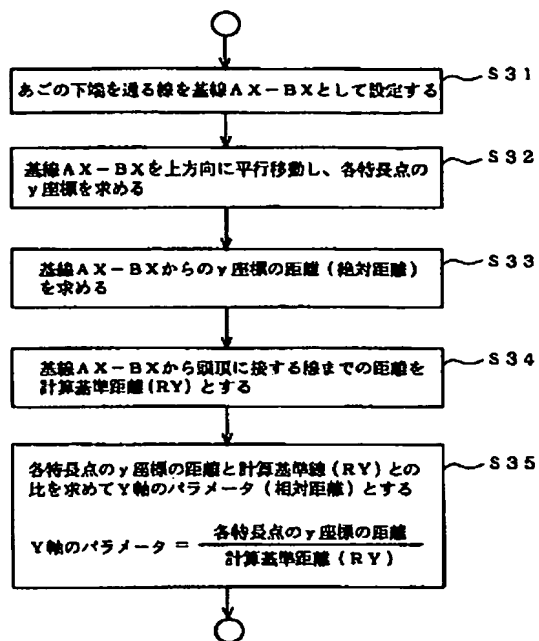 あごの下端を通る線を基線AX－BXとして設定する
S31
基線AX－BXを上方向に平行移動し、各特長点の
y座標を求める
S32
基線AX－BXからのy座標の距離(絶対距離)
を求める
S33
基線AX－BXから頭頂に接する線までの距離を
計算基準距離(RY)とする
S34
各特長点のy座標の距離と計算基準線(RY)との
比を求めてY軸のパラメータ(相対距離)とする
S35
各特長点のy座標の距離
Y軸のパラメータ ＝
計算基準距離(RY)